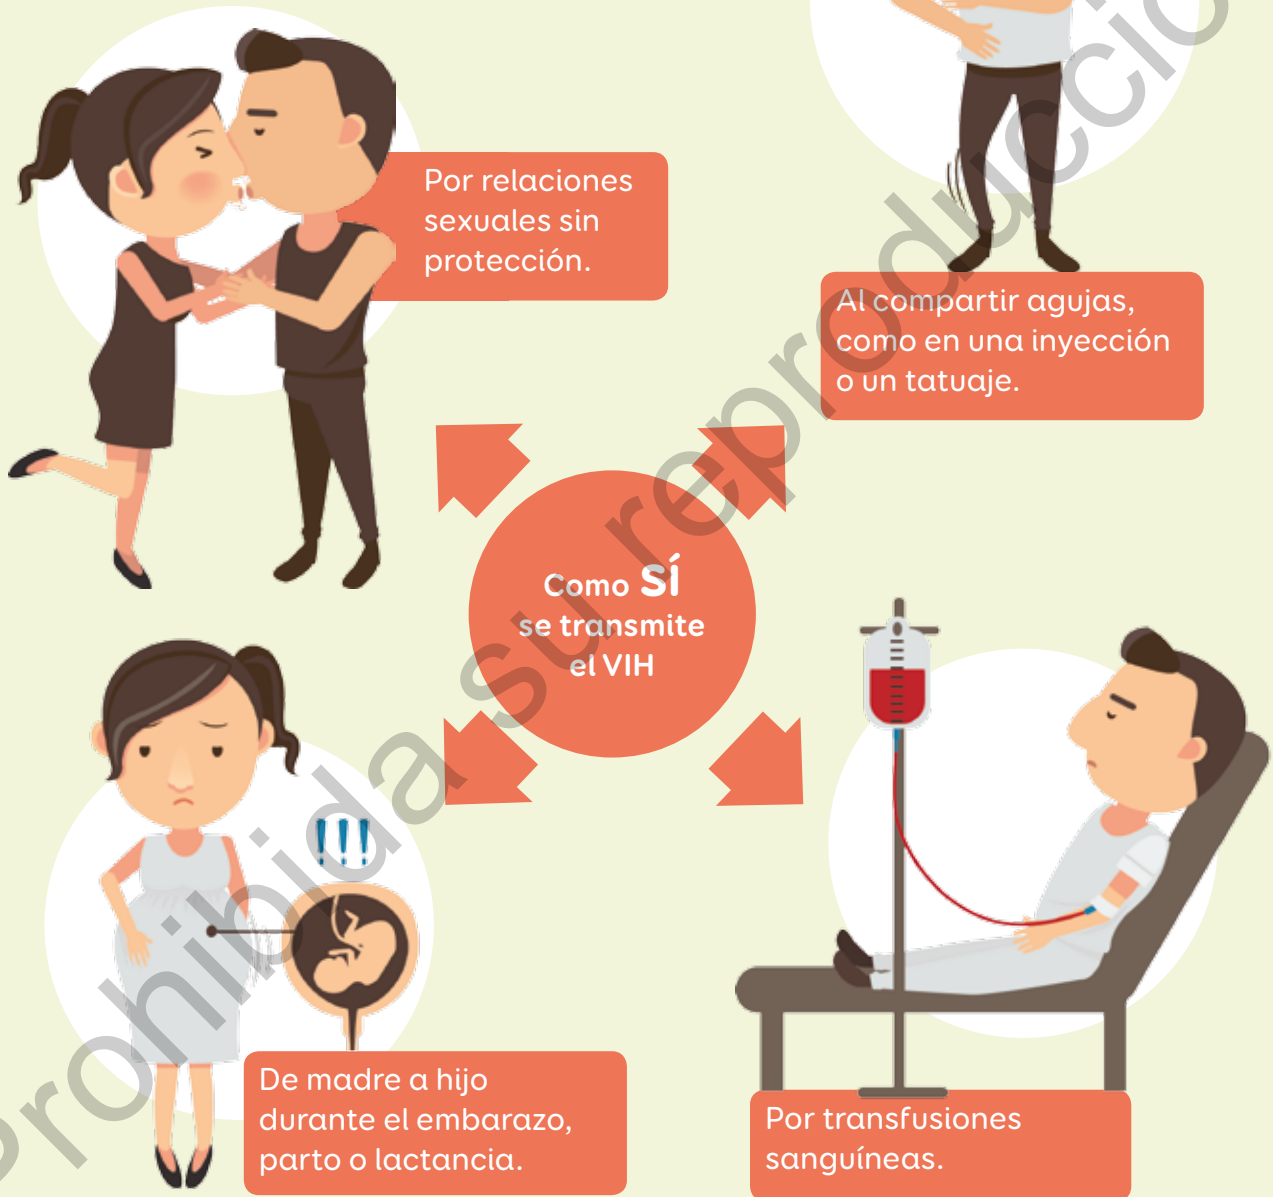 Por relaciones
sexuales sin
protección.
Al compartir agujas,
como en una inyección
o un tatuaje.
Como SÍ
se transmite
el VIH
De madre a hijo
durante el embarazo,
parto o lactancia.
Por transfusiones
sanguíneas.
Prohibida su reproducció